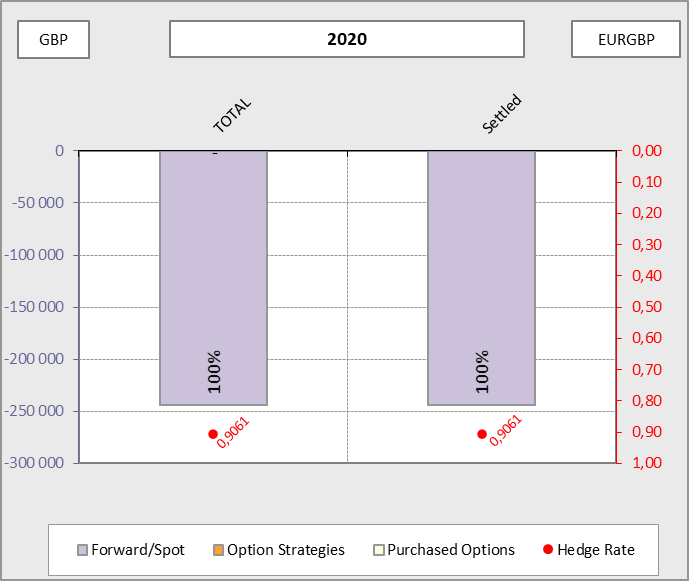 GBP
2020
EURGBP
TOTAL
Settled
0
-50 000
-100 000
-150 000
-200 000
-250 000
-300 000
100%
100%
0,9061
0,9061
0,00
0,10
0,20
0,30
0,40
0,50
0,60
0,70
0,80
0,90
1,00
Forward/Spot
Option Strategies
Purchased Options
Hedge Rate